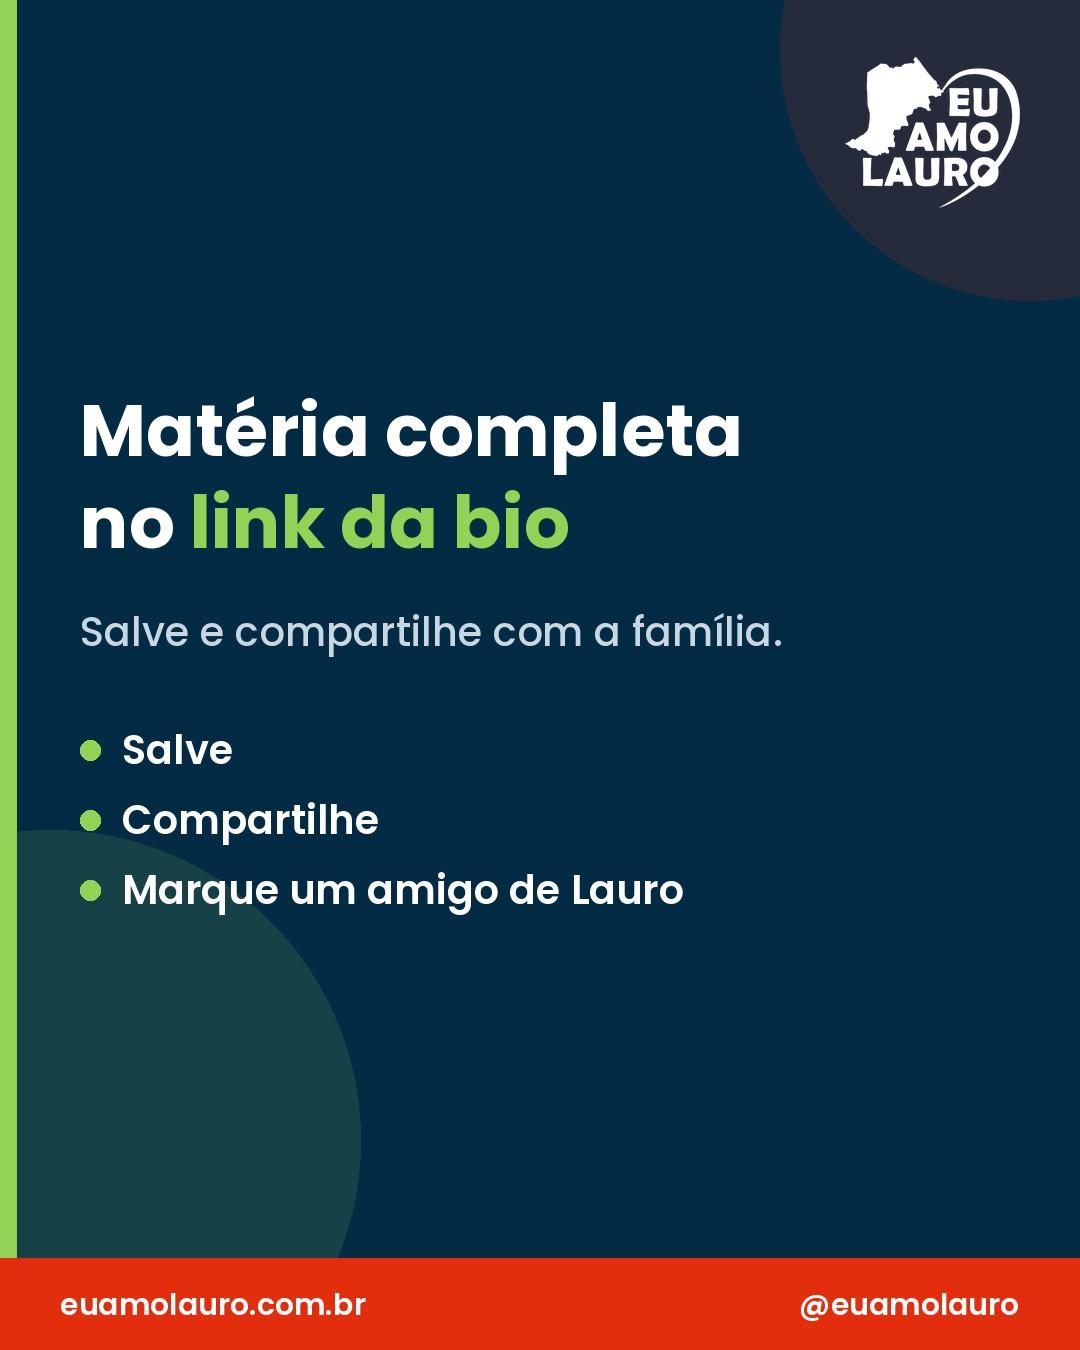 EU
AMO
LAURO
Matéria completa
no link da bio
Salve e compartilhe com a família.
Salve
Compartilhe
Marque um amigo de Lauro
euamolauro.com.br
@euamolauro